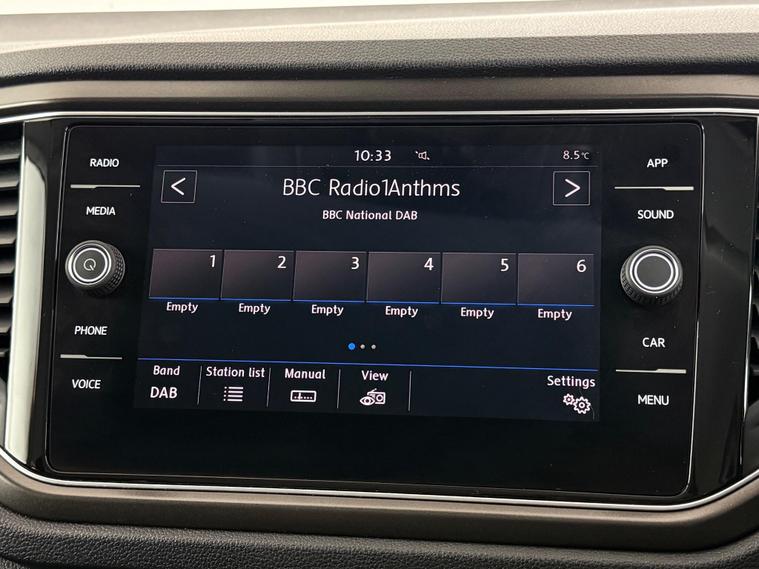 RADIO
MEDIA
PHONE
VOICE
10:33
8.5°C
BBC Radio1Anthms
BBC National DAB
1 2 3 4 5 6
Empty Empty Empty Empty Empty Empty
Band Station list Manual View Settings
DAB
APP
SOUND
CAR
MENU